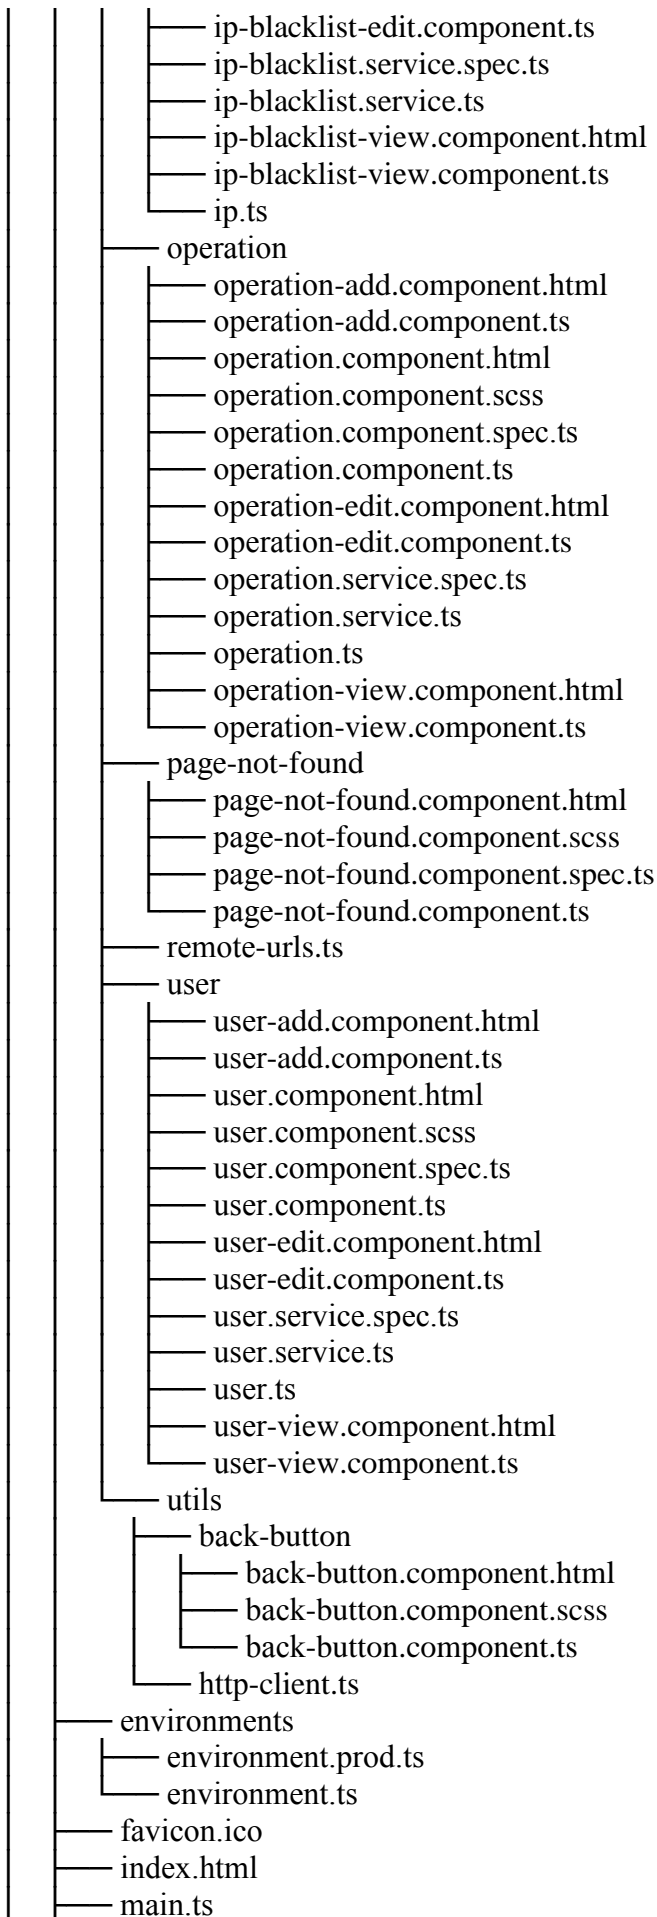 ip-blacklist-edit.component.ts
ip-blacklist.service.spec.ts
ip-blacklist.service.ts
ip-blacklist-view.component.html
ip-blacklist-view.component.ts
ip.ts
operation
operation-add.component.html
operation-add.component.ts
operation.component.html
operation.component.scss
operation.component.spec.ts
operation.component.ts
operation-edit.component.html
operation-edit.component.ts
operation.service.spec.ts
operation.service.ts
operation.ts
operation-view.component.html
operation-view.component.ts
page-not-found
page-not-found.component.html
page-not-found.component.scss
page-not-found.component.spec.ts
page-not-found.component.ts
remote-urls.ts
user
user-add.component.html
user-add.component.ts
user.component.html
user.component.scss
user.component.spec.ts
user.component.ts
user-edit.component.html
user-edit.component.ts
user.service.spec.ts
user.service.ts
user.ts
user-view.component.html
user-view.component.ts
utils
back-button
back-button.component.html
back-button.component.scss
back-button.component.ts
http-client.ts
environments
environment.prod.ts
environment.ts
favicon.ico
index.html
main.ts